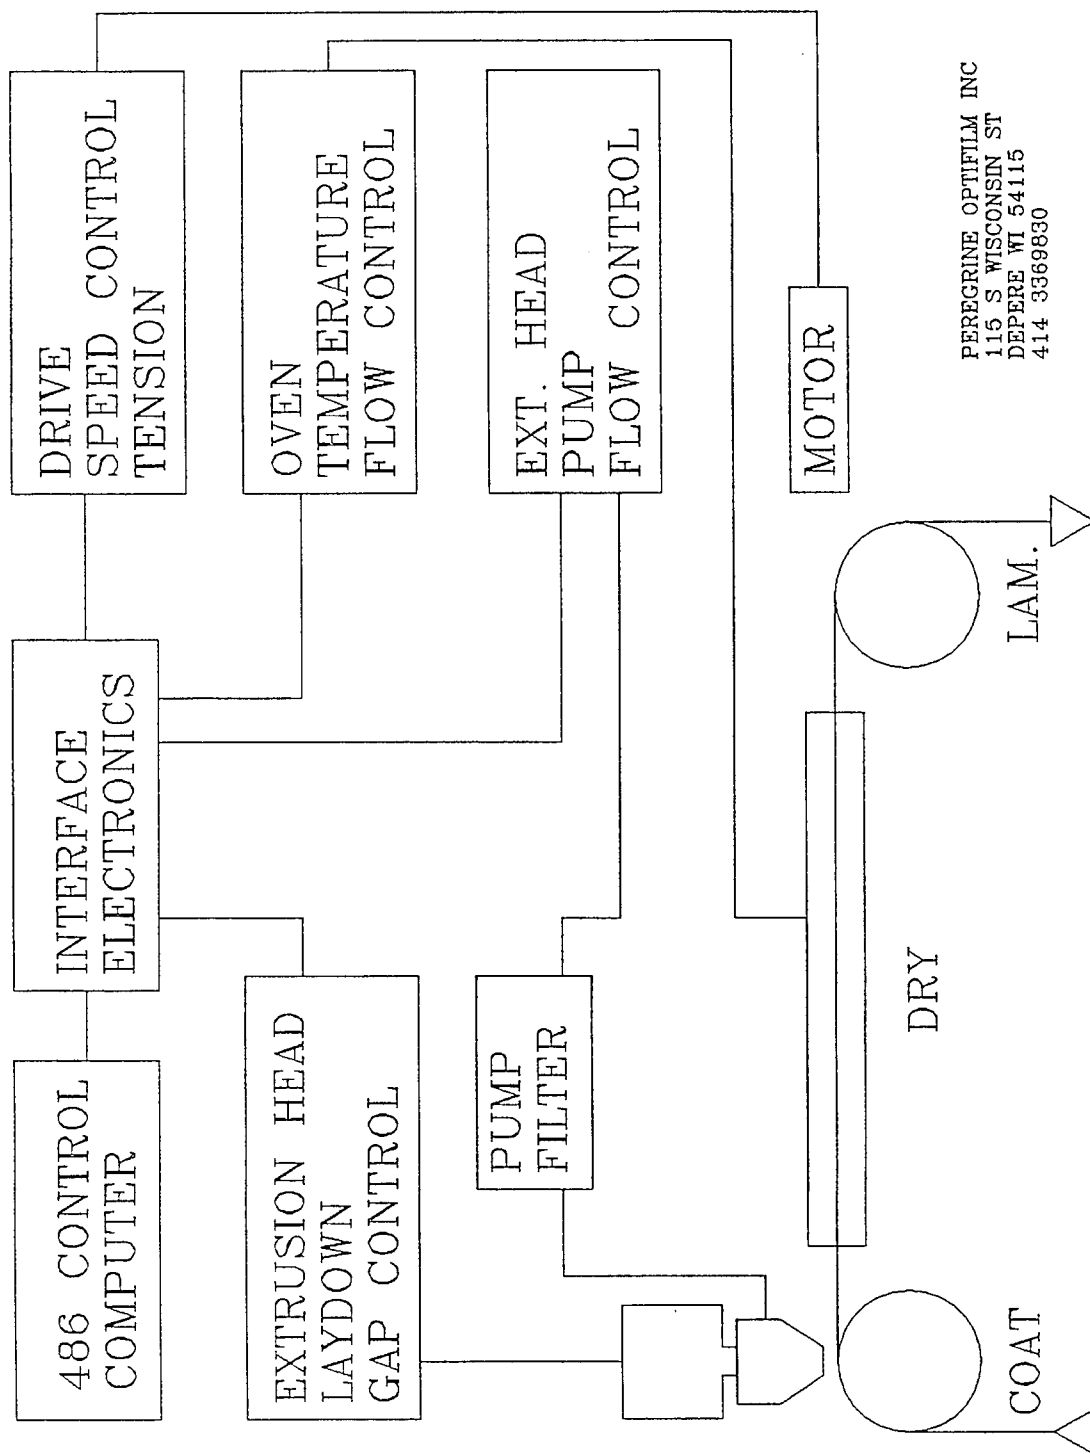 486 CONTROL
COMPUTER
INTERFACE
ELECTRONICS
DRIVE
SPEED CONTROL
TENSION
EXTRUSION HEAD
LAYDOWN
GAP CONTROL
OVEN
TEMPERATURE
FLOW CONTROL
PUMP
FILTER
EXT. HEAD
PUMP
FLOW CONTROL
MOTOR
COAT
DRY
LAM.
PEREGRINE OPTIFILM INC
115 S WISCONSIN ST
DEPERE WI 54115
414 3369830